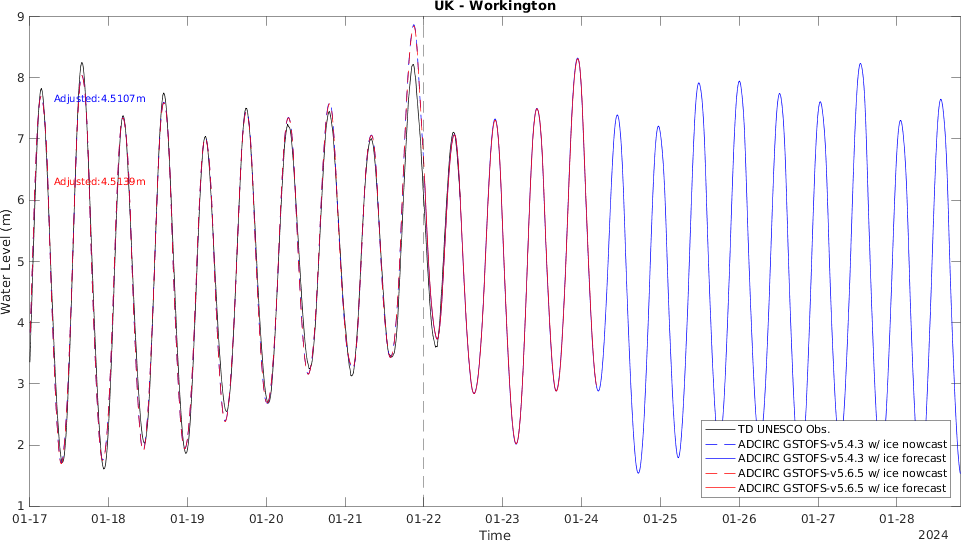 UK - Workington
9
8
7
6
5
4
3
2
1
Water Level (m)
Adjusted:4.5107m
Adjusted:4.5139m
TD UNESCO Obs.
ADCIRC GSTOFS-v5.4.3 w/ ice nowcast
ADCIRC GSTOFS-v5.4.3 w/ ice forecast
ADCIRC GSTOFS-v5.6.5 w/ ice nowcast
ADCIRC GSTOFS-v5.6.5 w/ ice forecast
01-17 01-18 01-19 01-20 01-21 01-22 01-23 01-24 01-25 01-26 01-27 01-28
Time
2024